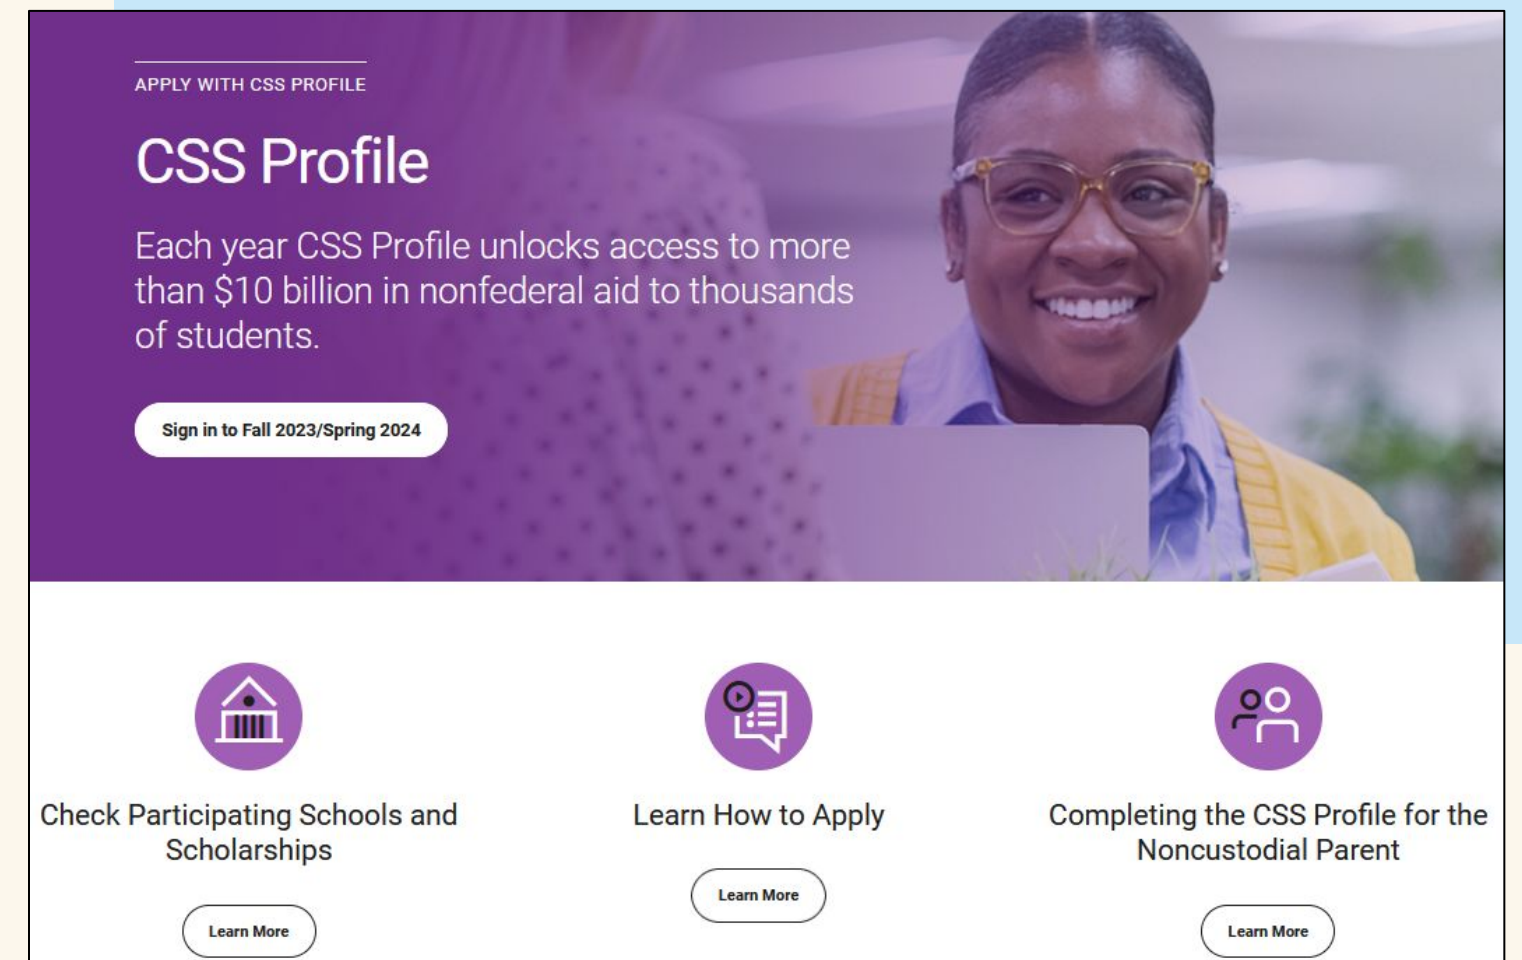 APPLY WITH CSS PROFILE
CSS Profile
Each year CSS Profile unlocks access to more
than $10 billion in nonfederal aid to thousands
of students.
Sign in to Fall 2023/Spring 2024
Check Participating Schools and
Scholarships
Learn More
Learn How to Apply
Learn More
Completing the CSS Profile for the
Noncustodial Parent
Learn More